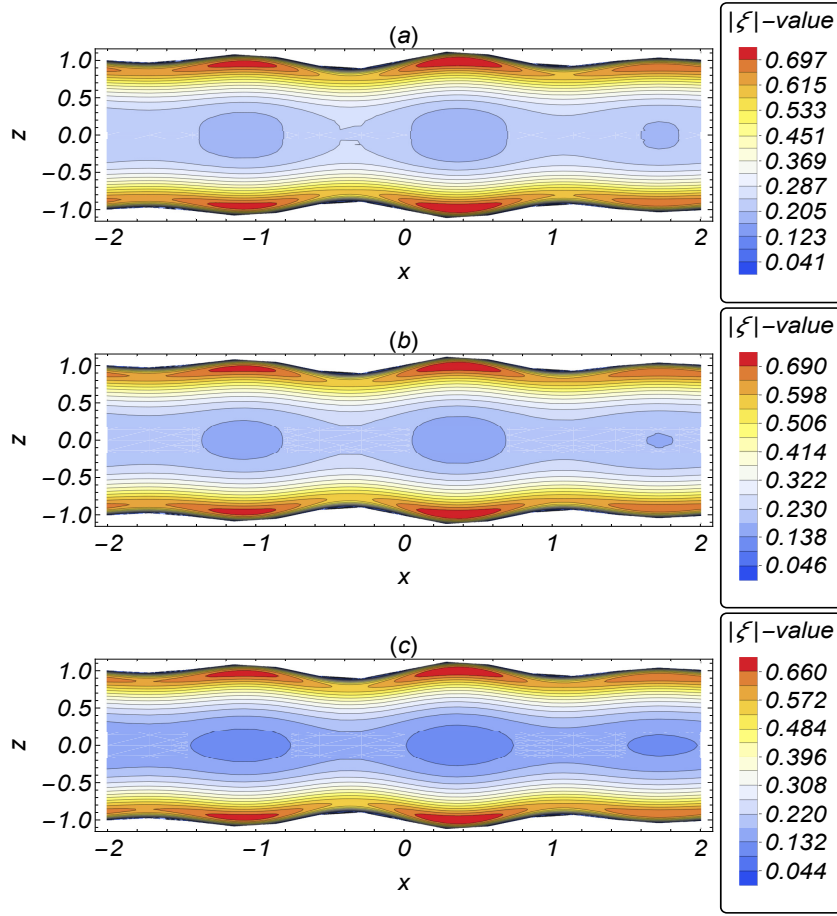 (a)
1.0
0.5
0.0
−0.5
−1.0
z
−2 −1 0 1 2
x
|ξ|−value
0.697
0.615
0.533
0.451
0.369
0.287
0.205
0.123
0.041
(b)
1.0
0.5
0.0
−0.5
−1.0
z
−2 −1 0 1 2
x
|ξ|−value
0.690
0.598
0.506
0.414
0.322
0.230
0.138
0.046
(c)
1.0
0.5
0.0
−0.5
−1.0
z
−2 −1 0 1 2
x
|ξ|−value
0.660
0.572
0.484
0.396
0.308
0.220
0.132
0.044